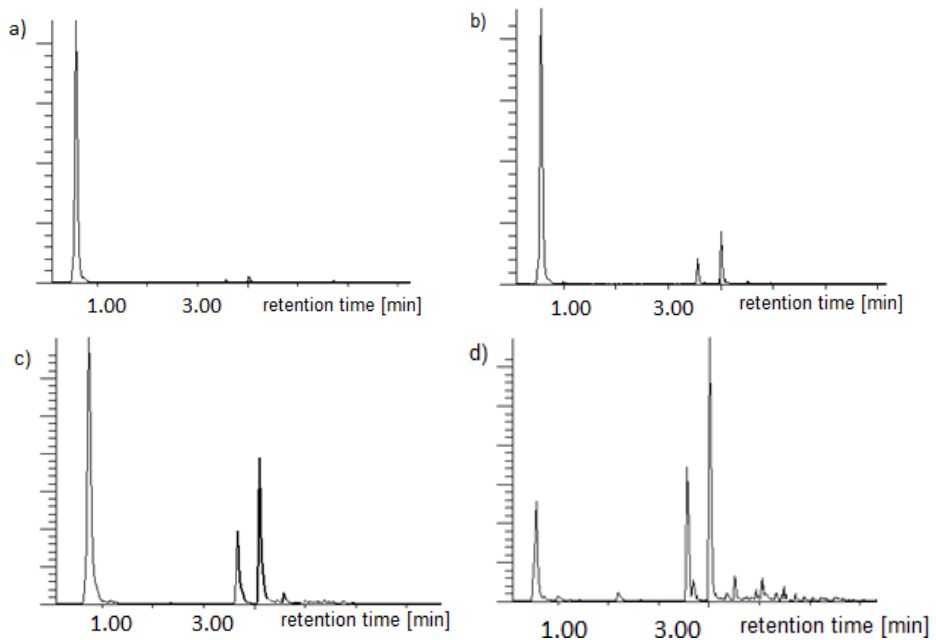 a)
1.00 3.00 retention time [min]
b)
1.00 3.00 retention time [min]
c)
1.00 3.00 retention time [min]
d)
1.00 3.00 retention time [min]